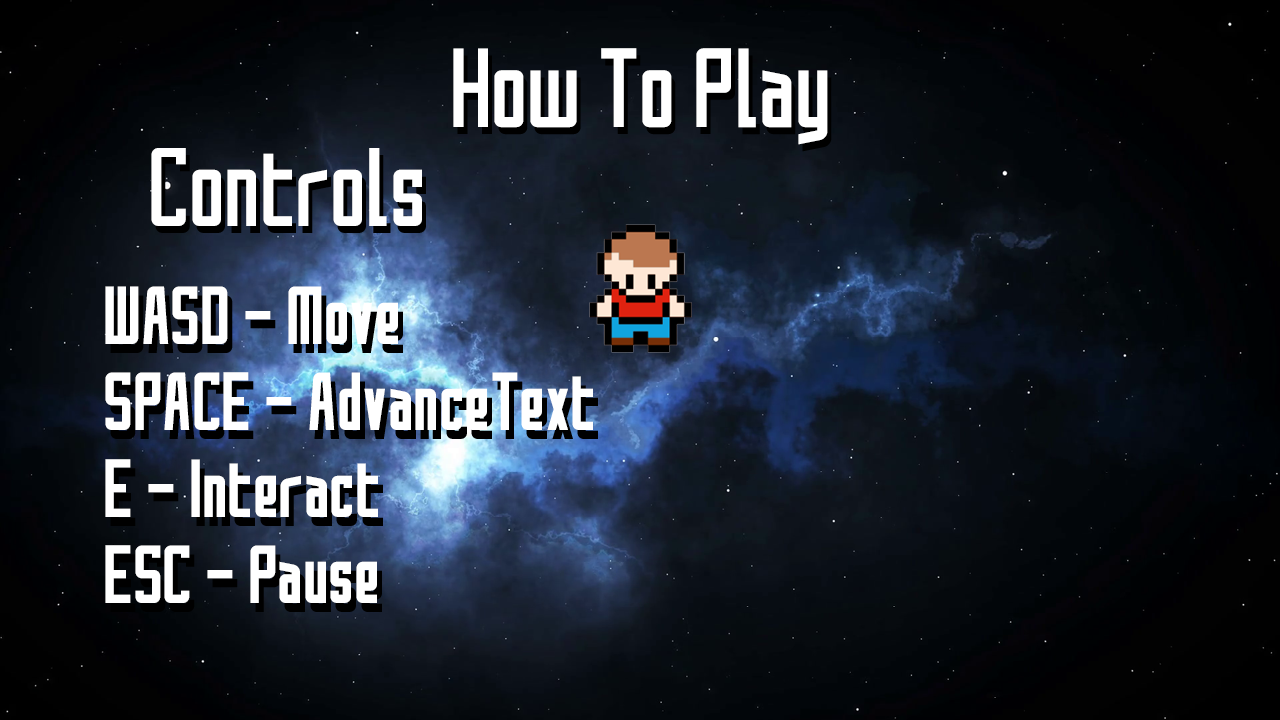 How To Play
Controls
WASD - Move
SPACE - AdvanceText
E - Interact
ESC - Pause